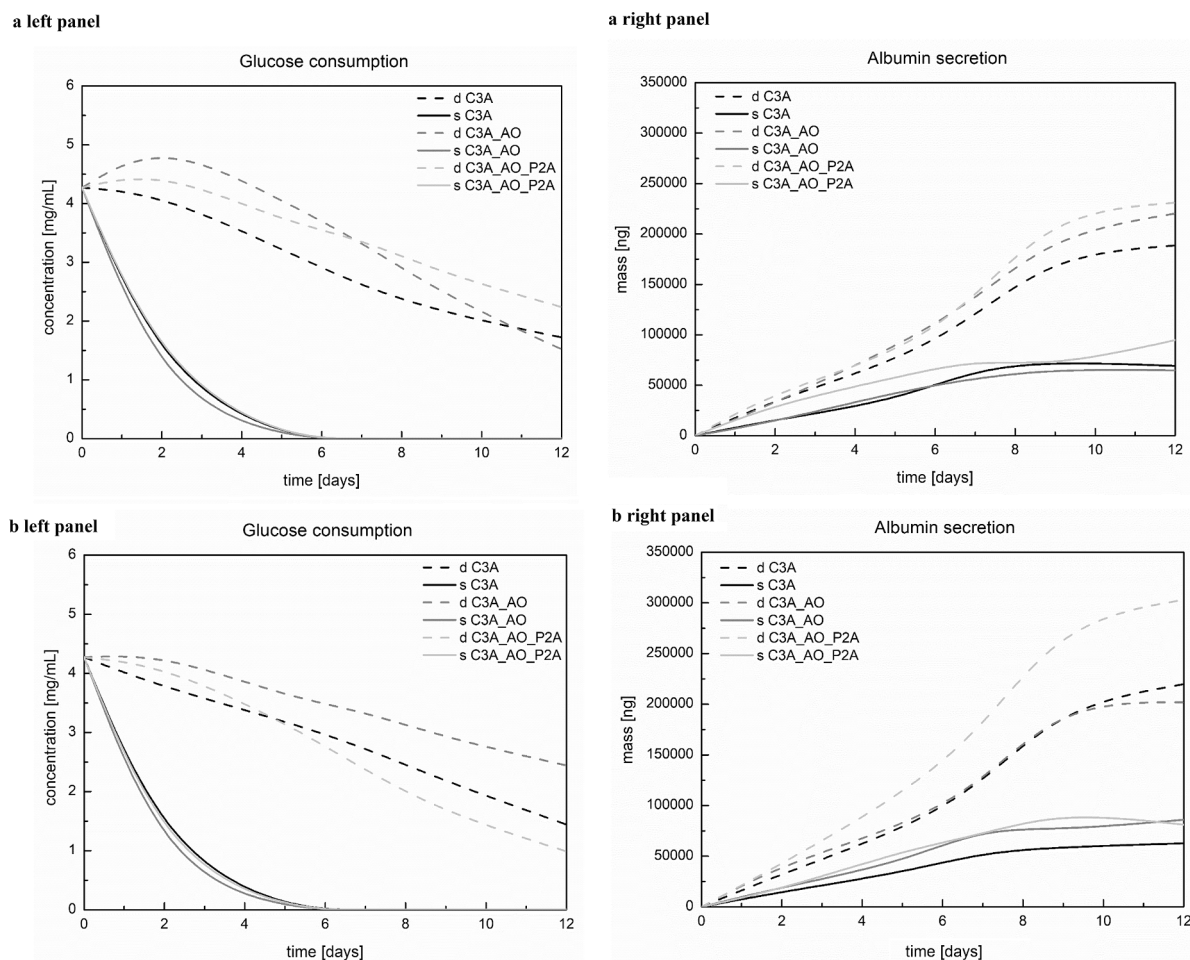 a left panel
Glucose consumption
6
5
4
3
2
1
0
concentration [mg/mL]
d C3A
s C3A
d C3A_AO
s C3A_AO
d C3A_AO_P2A
s C3A_AO_P2A
0 2 4 6 8 10 12
time [days]
a right panel
Albumin secretion
350000
300000
250000
200000
150000
100000
50000
0
mass [ng]
d C3A
s C3A
d C3A_AO
s C3A_AO
d C3A_AO_P2A
s C3A_AO_P2A
0 2 4 6 8 10 12
time [days]
b left panel
Glucose consumption
6
5
4
3
2
1
0
concentration [mg/mL]
d C3A
s C3A
d C3A_AO
s C3A_AO
d C3A_AO_P2A
s C3A_AO_P2A
0 2 4 6 8 10 12
time [days]
b right panel
Albumin secretion
350000
300000
250000
200000
150000
100000
50000
0
mass [ng]
d C3A
s C3A
d C3A_AO
s C3A_AO
d C3A_AO_P2A
s C3A_AO_P2A
0 2 4 6 8 10 12
time [days]